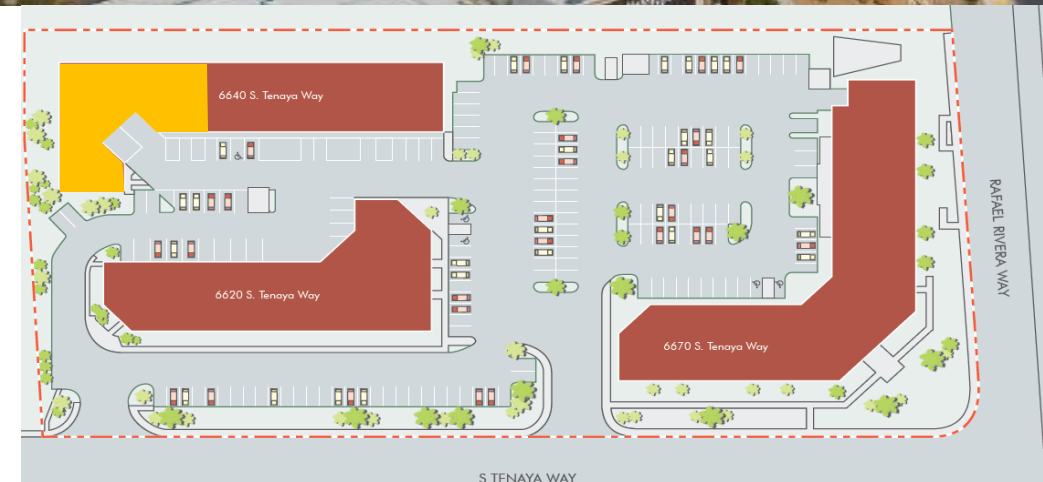 6640 S. Tenaya Way
6620 S. Tenaya Way
6670 S. Tenaya Way
RAFAEL RIVERA WAY
S TENAYA WAY